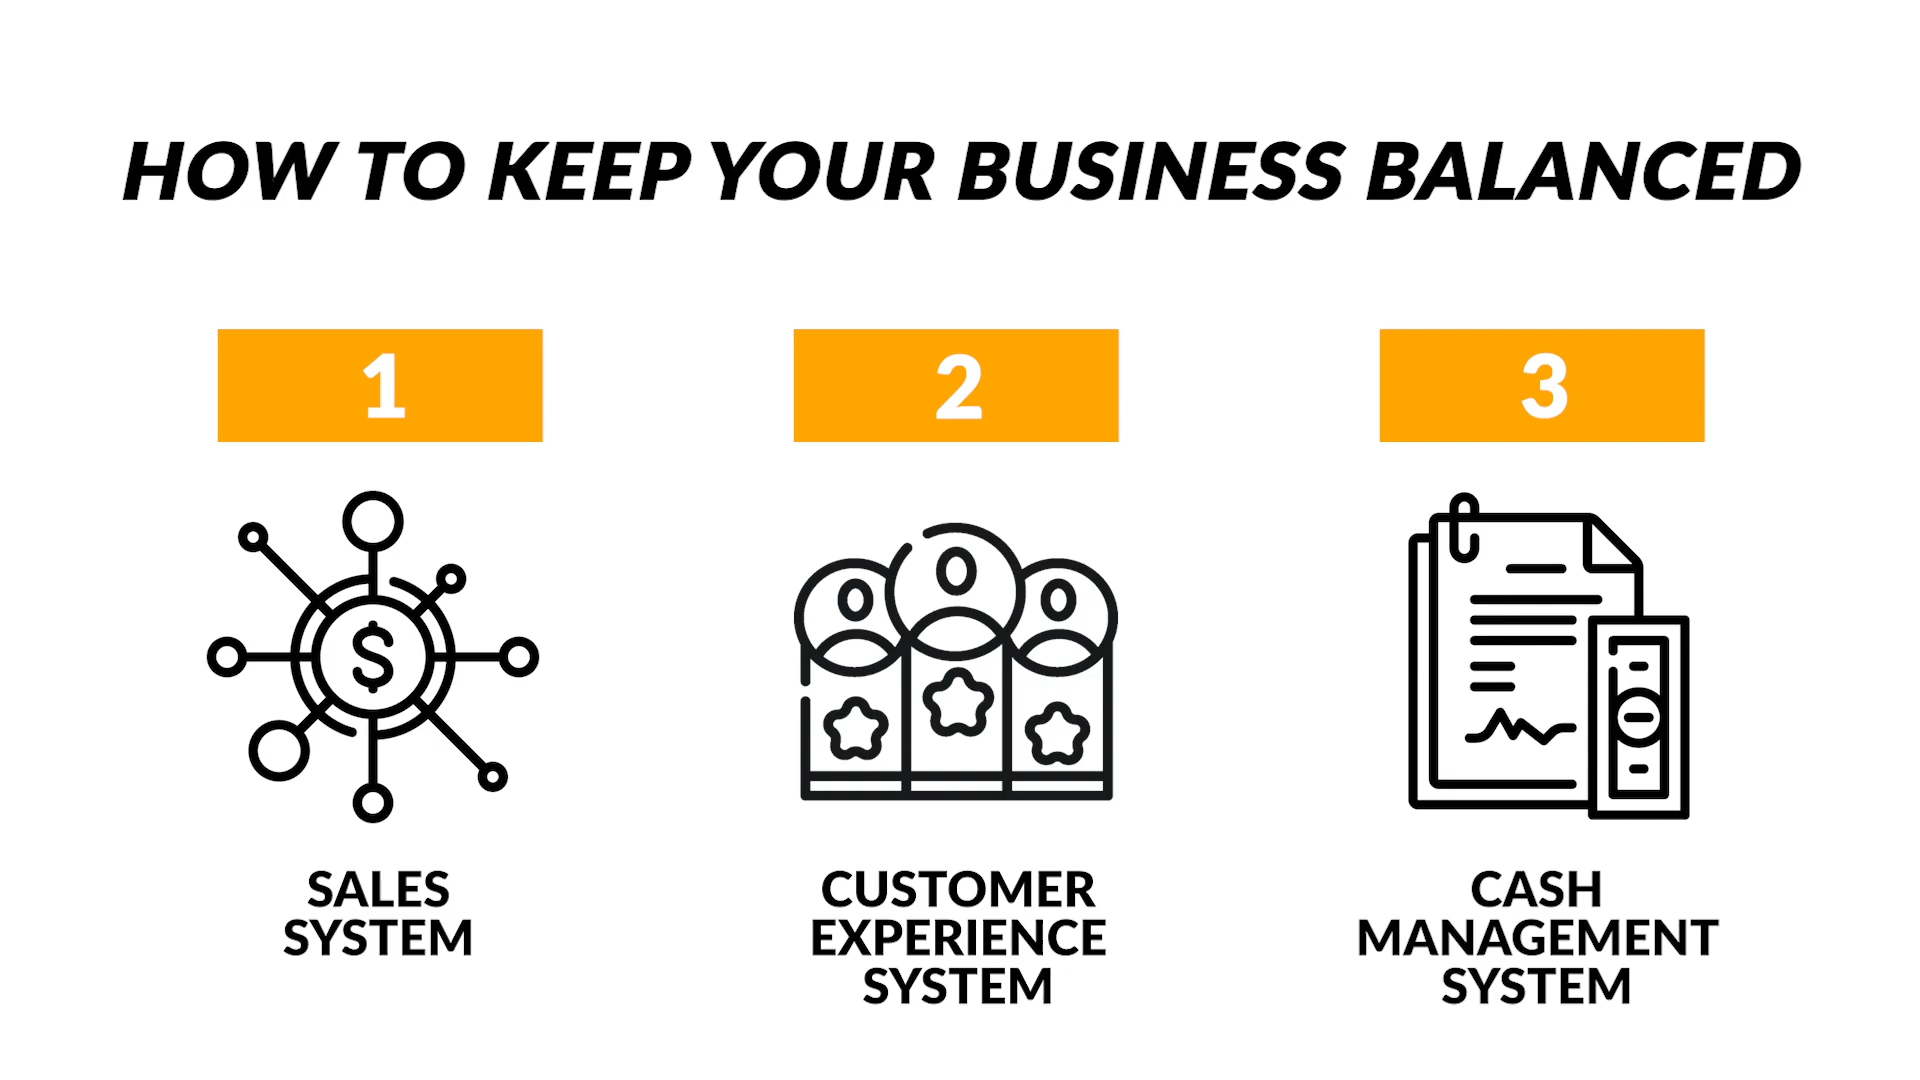 HOW TO KEEP YOUR BUSINESS BALANCED
1
2
3
$
SALES
SYSTEM
CUSTOMER
EXPERIENCE
SYSTEM
CASH
MANAGEMENT
SYSTEM